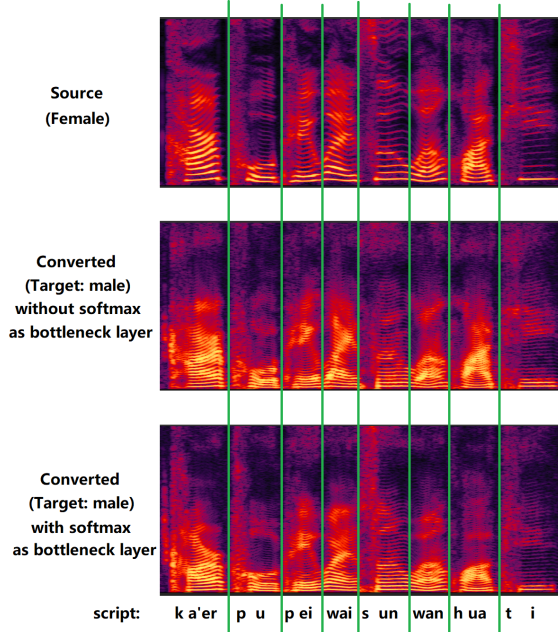 Source
(Female)
Converted
(Target: male)
without softmax
as bottleneck layer
Converted
(Target: male)
with softmax
as bottleneck layer
script: k a'er p u p ei wai s un wan h ua t i